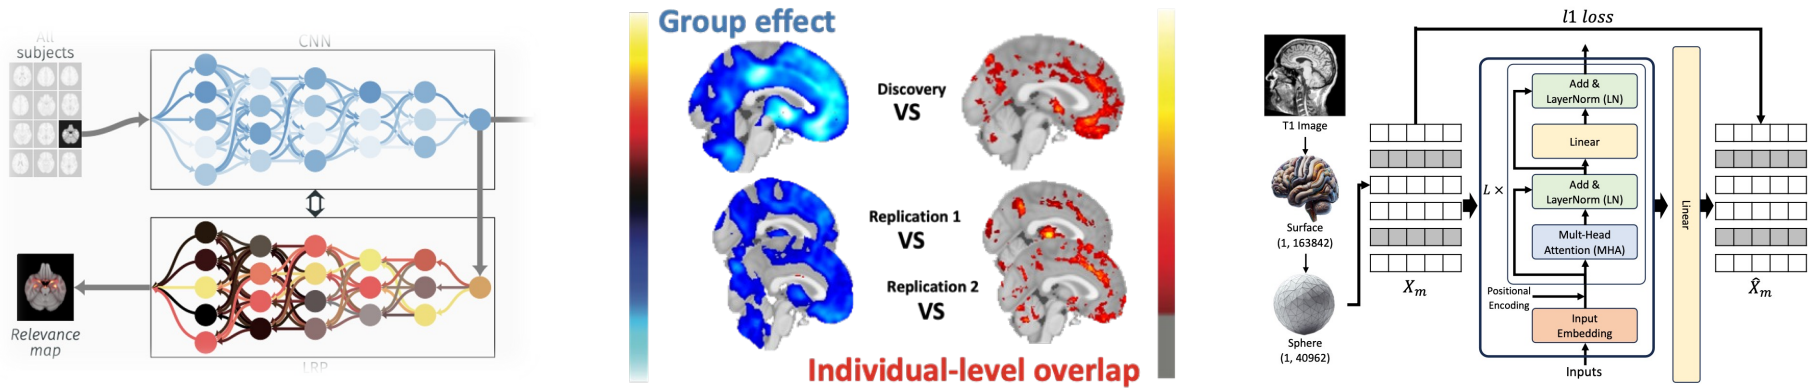 All
subjects
CNN
Relevance
map
LRP
Group effect
Discovery
VS
Replication 1
VS
Replication 2
VS
Individual-level overlap
l1 loss
T1 Image
Surface
(1, 163842)
Sphere
(1, 40962)
X_m
L ×
Add &
LayerNorm (LN)
Linear
Add &
LayerNorm (LN)
Mult-Head
Attention (MHA)
Positional
Encoding
Input
Embedding
Inputs
Linear
X̂_m